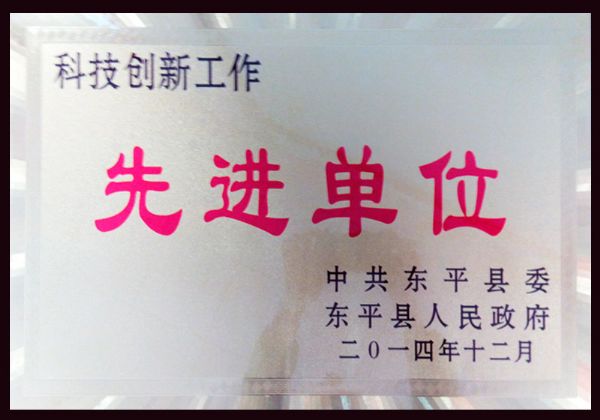 科技创新工作
先进单位
中共东平县委
东平县人民政府
二0一四年十二月